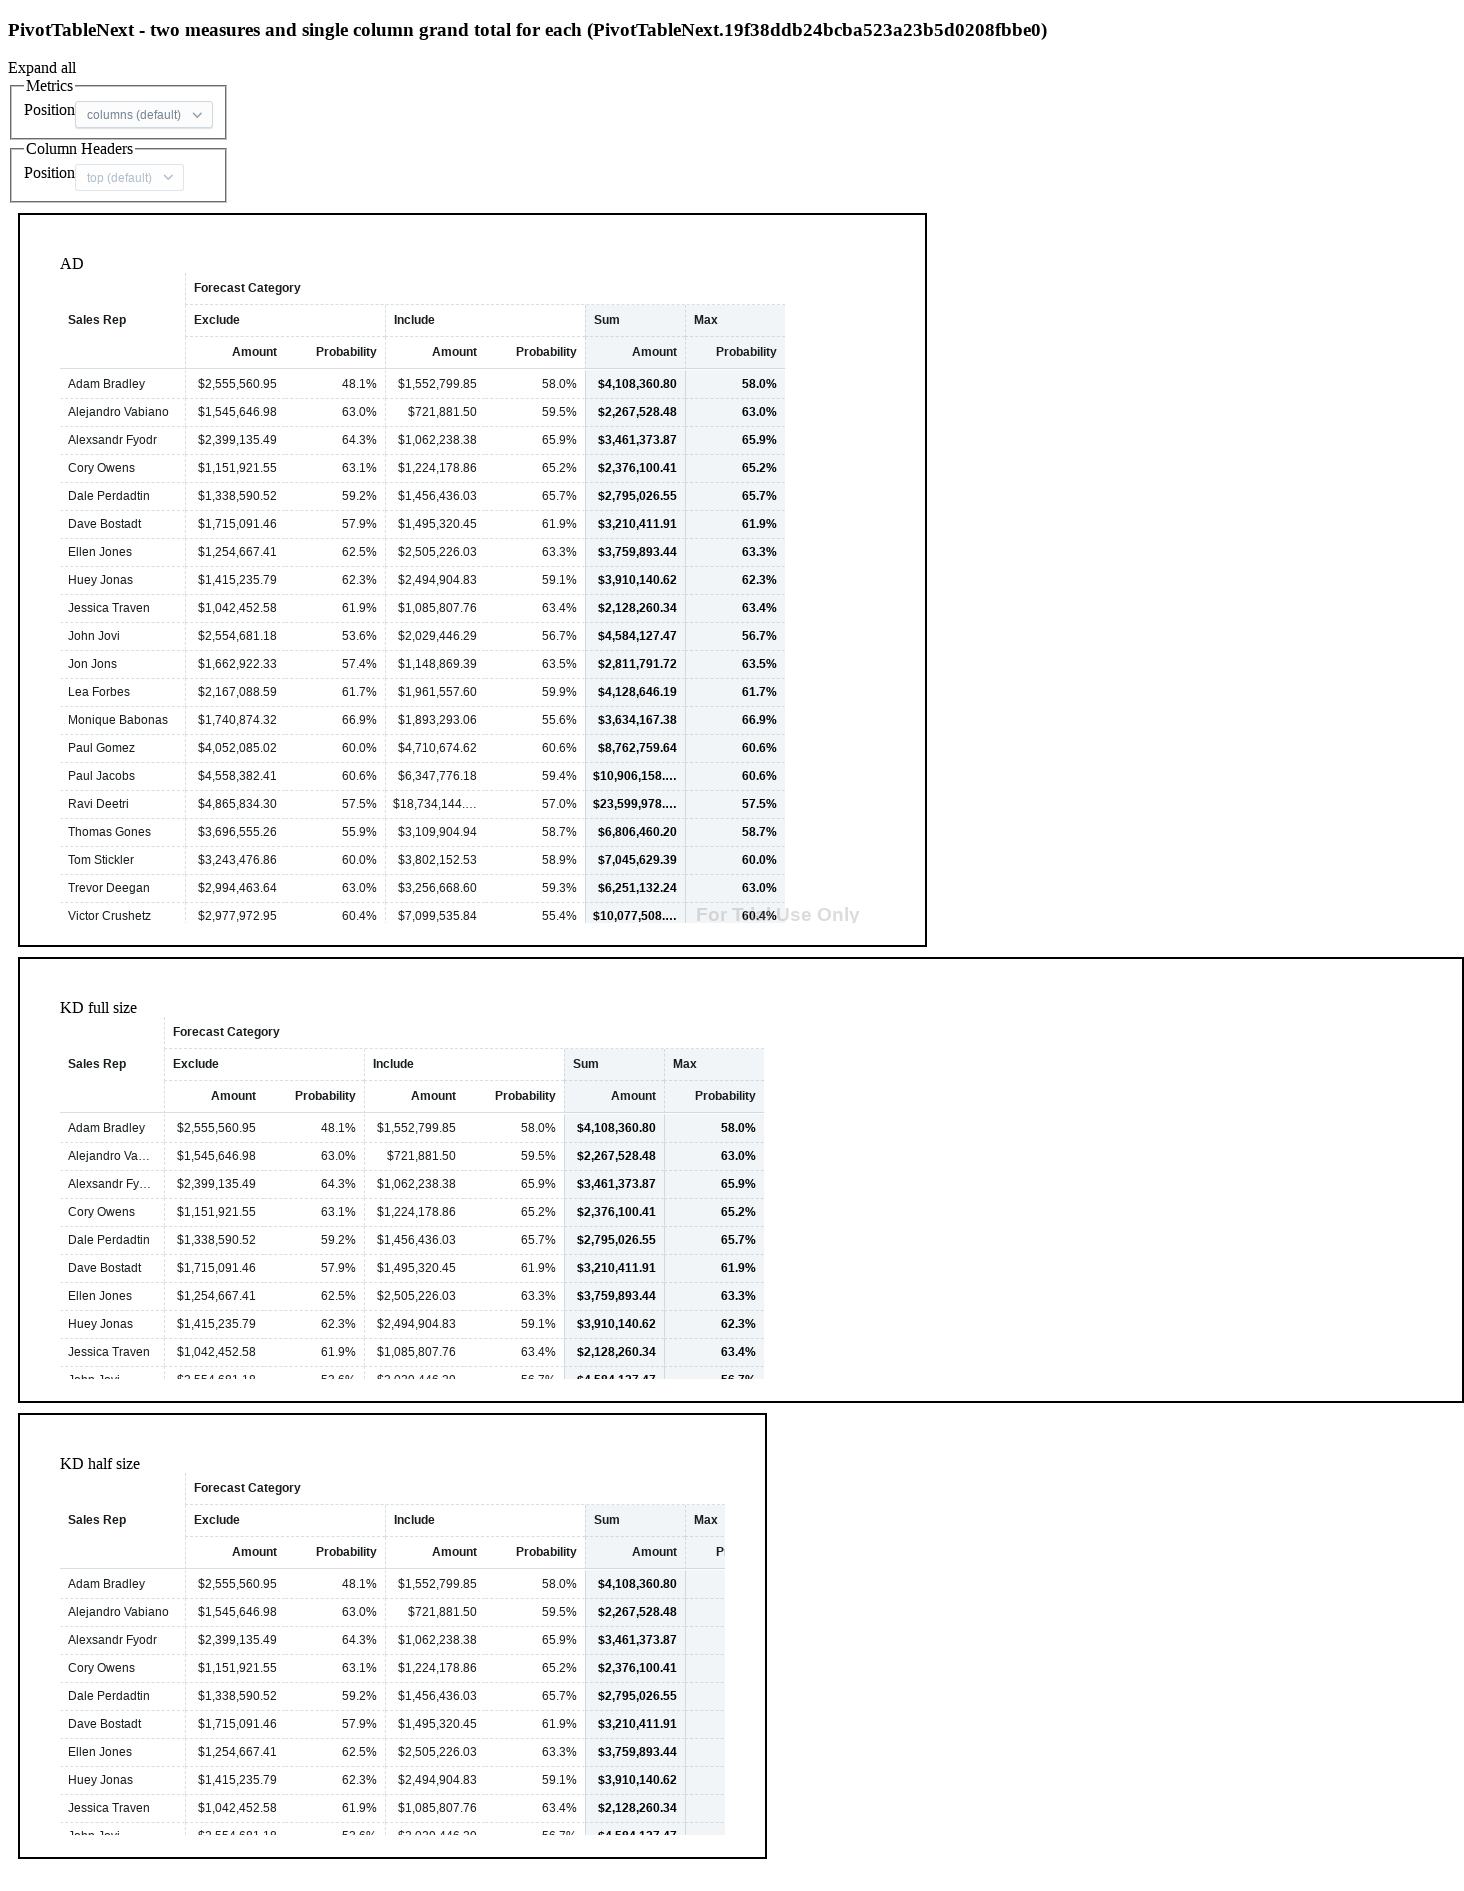 PivotTableNext - two measures and single column grand total for each (PivotTableNext.19f38ddb24bcba523a23b5d0208fbbe0)
Expand all
Metrics
Position columns (default)
Column Headers
Position top (default)
AD
Forecast Category
Sales Rep Exclude Include Sum Max
Amount Probability Amount Probability Amount Probability
Adam Bradley $2,555,560.95 48.1% $1,552,799.85 58.0% $4,108,360.80 58.0%
Alejandro Vabiano $1,545,646.98 63.0% $721,881.50 59.5% $2,267,528.48 63.0%
Alexsandr Fyodr $2,399,135.49 64.3% $1,062,238.38 65.9% $3,461,373.87 65.9%
Cory Owens $1,151,921.55 63.1% $1,224,178.86 65.2% $2,376,100.41 65.2%
Dale Perdadtin $1,338,590.52 59.2% $1,456,436.03 65.7% $2,795,026.55 65.7%
Dave Bostadt $1,715,091.46 57.9% $1,495,320.45 61.9% $3,210,411.91 61.9%
Ellen Jones $1,254,667.41 62.5% $2,505,226.03 63.3% $3,759,893.44 63.3%
Huey Jonas $1,415,235.79 62.3% $2,494,904.83 59.1% $3,910,140.62 62.3%
Jessica Traven $1,042,452.58 61.9% $1,085,807.76 63.4% $2,128,260.34 63.4%
John Jovi $2,554,681.18 53.6% $2,029,446.29 56.7% $4,584,127.47 56.7%
Jon Jons $1,662,922.33 57.4% $1,148,869.39 63.5% $2,811,791.72 63.5%
Lea Forbes $2,167,088.59 61.7% $1,961,557.60 59.9% $4,128,646.19 61.7%
Monique Babonas $1,740,874.32 66.9% $1,893,293.06 55.6% $3,634,167.38 66.9%
Paul Gomez $4,052,085.02 60.0% $4,710,674.62 60.6% $8,762,759.64 60.6%
Paul Jacobs $4,558,382.41 60.6% $6,347,776.18 59.4% $10,906,158.… 60.6%
Ravi Deetri $4,865,834.30 57.5% $18,734,144.… 57.0% $23,599,978.… 57.5%
Thomas Gones $3,696,555.26 55.9% $3,109,904.94 58.7% $6,806,460.20 58.7%
Tom Stickler $3,243,476.86 60.0% $3,802,152.53 58.9% $7,045,629.39 60.0%
Trevor Deegan $2,994,463.64 63.0% $3,256,668.60 59.3% $6,251,132.24 63.0%
Victor Crushetz $2,977,972.95 60.4% $7,099,535.84 55.4% $10,077,508.… 60.4%
For Trial Use Only
KD full size
Forecast Category
Sales Rep Exclude Include Sum Max
Amount Probability Amount Probability Amount Probability
Adam Bradley $2,555,560.95 48.1% $1,552,799.85 58.0% $4,108,360.80 58.0%
Alejandro Va… $1,545,646.98 63.0% $721,881.50 59.5% $2,267,528.48 63.0%
Alexsandr Fy… $2,399,135.49 64.3% $1,062,238.38 65.9% $3,461,373.87 65.9%
Cory Owens $1,151,921.55 63.1% $1,224,178.86 65.2% $2,376,100.41 65.2%
Dale Perdadtin $1,338,590.52 59.2% $1,456,436.03 65.7% $2,795,026.55 65.7%
Dave Bostadt $1,715,091.46 57.9% $1,495,320.45 61.9% $3,210,411.91 61.9%
Ellen Jones $1,254,667.41 62.5% $2,505,226.03 63.3% $3,759,893.44 63.3%
Huey Jonas $1,415,235.79 62.3% $2,494,904.83 59.1% $3,910,140.62 62.3%
Jessica Traven $1,042,452.58 61.9% $1,085,807.76 63.4% $2,128,260.34 63.4%
John Jovi $2,554,681.18 53.6% $2,029,446.29 56.7% $4,584,127.47 56.7%
KD half size
Forecast Category
Sales Rep Exclude Include Sum Max
Amount Probability Amount Probability Amount P
Adam Bradley $2,555,560.95 48.1% $1,552,799.85 58.0% $4,108,360.80
Alejandro Vabiano $1,545,646.98 63.0% $721,881.50 59.5% $2,267,528.48
Alexsandr Fyodr $2,399,135.49 64.3% $1,062,238.38 65.9% $3,461,373.87
Cory Owens $1,151,921.55 63.1% $1,224,178.86 65.2% $2,376,100.41
Dale Perdadtin $1,338,590.52 59.2% $1,456,436.03 65.7% $2,795,026.55
Dave Bostadt $1,715,091.46 57.9% $1,495,320.45 61.9% $3,210,411.91
Ellen Jones $1,254,667.41 62.5% $2,505,226.03 63.3% $3,759,893.44
Huey Jonas $1,415,235.79 62.3% $2,494,904.83 59.1% $3,910,140.62
Jessica Traven $1,042,452.58 61.9% $1,085,807.76 63.4% $2,128,260.34
John Jovi $2,554,681.18 53.6% $2,029,446.29 56.7% $4,584,127.47